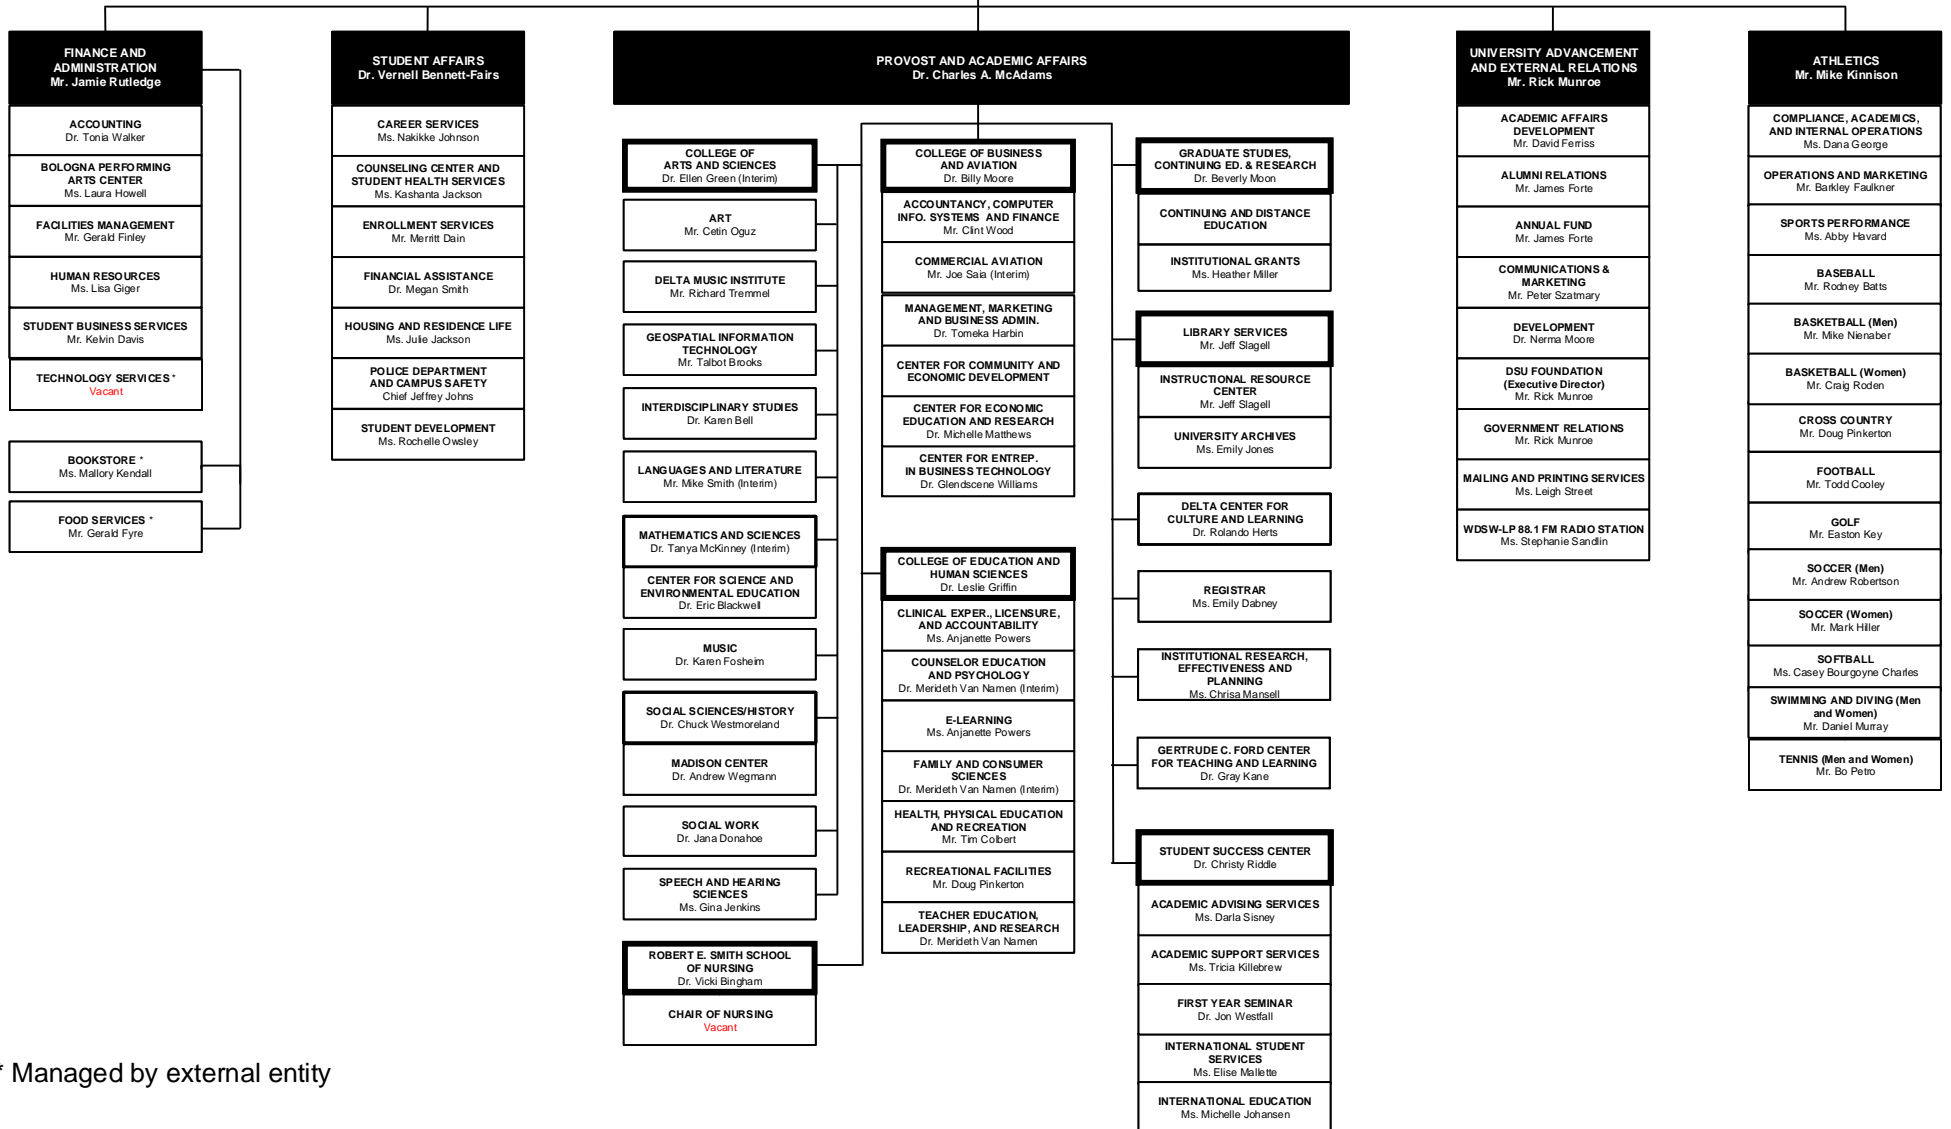 FINANCE AND
ADMINISTRATION
Mr. Jamie Rutledge
ACCOUNTING
Dr. Tonia Walker
BOLOGNA PERFORMING
ARTS CENTER
Ms. Laura Howell
FACILITIES MANAGEMENT
Mr. Gerald Finley
HUMAN RESOURCES
Ms. Lisa Giger
STUDENT BUSINESS SERVICES
Mr. Kelvin Davis
TECHNOLOGY SERVICES *
Vacant
BOOKSTORE *
Ms. Mallory Kendall
FOOD SERVICES *
Mr. Gerald Fyre
STUDENT AFFAIRS
Dr. Vernell Bennett-Fairs
CAREER SERVICES
Ms. Nakikke Johnson
COUNSELING CENTER AND
STUDENT HEALTH SERVICES
Ms. Kashanta Jackson
ENROLLMENT SERVICES
Mr. Merritt Dain
FINANCIAL ASSISTANCE
Dr. Megan Smith
HOUSING AND RESIDENCE LIFE
Ms. Julie Jackson
POLICE DEPARTMENT
AND CAMPUS SAFETY
Chief Jeffrey Johns
STUDENT DEVELOPMENT
Ms. Rochelle Owsley
PROVOST AND ACADEMIC AFFAIRS
Dr. Charles A. McAdams
COLLEGE OF
ARTS AND SCIENCES
Dr. Ellen Green (Interim)
ART
Mr. Cetin Oguz
DELTA MUSIC INSTITUTE
Mr. Richard Tremmel
GEOSPATIAL INFORMATION
TECHNOLOGY
Mr. Talbot Brooks
INTERDISCIPLINARY STUDIES
Dr. Karen Bell
LANGUAGES AND LITERATURE
Mr. Mike Smith (Interim)
MATHEMATICS AND SCIENCES
Dr. Tanya McKinney (Interim)
CENTER FOR SCIENCE AND
ENVIRONMENTAL EDUCATION
Dr. Eric Blackwell
MUSIC
Dr. Karen Fosheim
SOCIAL SCIENCES/HISTORY
Dr. Chuck Westmoreland
MADISON CENTER
Dr. Andrew Wegmann
SOCIAL WORK
Dr. Jana Donahoe
SPEECH AND HEARING
SCIENCES
Ms. Gina Jenkins
ROBERT E. SMITH SCHOOL
OF NURSING
Dr. Vicki Bingham
CHAIR OF NURSING
Vacant
COLLEGE OF BUSINESS
AND AVIATION
Dr. Billy Moore
ACCOUNTANCY, COMPUTER
INFO. SYSTEMS AND FINANCE
Mr. Clint Wood
COMMERCIAL AVIATION
Mr. Joe Saia (Interim)
MANAGEMENT, MARKETING
AND BUSINESS ADMIN.
Dr. Tomeka Harbin
CENTER FOR COMMUNITY AND
ECONOMIC DEVELOPMENT
CENTER FOR ECONOMIC
EDUCATION AND RESEARCH
Dr. Michelle Matthews
CENTER FOR ENTREP.
IN BUSINESS TECHNOLOGY
Dr. Glendscene Williams
COLLEGE OF EDUCATION AND
HUMAN SCIENCES
Dr. Leslie Griffin
CLINICAL EXPER., LICENSURE,
AND ACCOUNTABILITY
Ms. Anjanette Powers
COUNSELOR EDUCATION
AND PSYCHOLOGY
Dr. Merideth Van Namen (Interim)
E-LEARNING
Ms. Anjanette Powers
FAMILY AND CONSUMER
SCIENCES
Dr. Merideth Van Namen (Interim)
HEALTH, PHYSICAL EDUCATION
AND RECREATION
Mr. Tim Colbert
RECREATIONAL FACILITIES
Mr. Doug Pinkerton
TEACHER EDUCATION,
LEADERSHIP, AND RESEARCH
Dr. Merideth Van Namen
GRADUATE STUDIES,
CONTINUING ED. & RESEARCH
Dr. Beverly Moon
CONTINUING AND DISTANCE
EDUCATION
INSTITUTIONAL GRANTS
Ms. Heather Miller
LIBRARY SERVICES
Mr. Jeff Slagell
INSTRUCTIONAL RESOURCE
CENTER
Mr. Jeff Slagell
UNIVERSITY ARCHIVES
Ms. Emily Jones
DELTA CENTER FOR
CULTURE AND LEARNING
Dr. Rolando Herts
REGISTRAR
Ms. Emily Dabney
INSTITUTIONAL RESEARCH,
EFFECTIVENESS AND
PLANNING
Ms. Chrisa Mansell
GERTRUDE C. FORD CENTER
FOR TEACHING AND LEARNING
Dr. Gray Kane
STUDENT SUCCESS CENTER
Dr. Christy Riddle
ACADEMIC ADVISING SERVICES
Ms. Darla Sisney
ACADEMIC SUPPORT SERVICES
Ms. Tricia Killebrew
FIRST YEAR SEMINAR
Dr. Jon Westfall
INTERNATIONAL STUDENT
SERVICES
Ms. Elise Mallette
INTERNATIONAL EDUCATION
Ms. Michelle Johansen
UNIVERSITY ADVANCEMENT
AND EXTERNAL RELATIONS
Mr. Rick Munroe
ACADEMIC AFFAIRS
DEVELOPMENT
Mr. David Ferriss
ALUMNI RELATIONS
Mr. James Forte
ANNUAL FUND
Mr. James Forte
COMMUNICATIONS &
MARKETING
Mr. Peter Szatmary
DEVELOPMENT
Dr. Nerma Moore
DSU FOUNDATION
(Executive Director)
Mr. Rick Munroe
GOVERNMENT RELATIONS
Mr. Rick Munroe
MAILING AND PRINTING SERVICES
Ms. Leigh Street
WDSW-LP 88.1 FM RADIO STATION
Ms. Stephanie Sandlin
ATHLETICS
Mr. Mike Kinnison
COMPLIANCE, ACADEMICS,
AND INTERNAL OPERATIONS
Ms. Dana George
OPERATIONS AND MARKETING
Mr. Barkley Faulkner
SPORTS PERFORMANCE
Ms. Abby Havard
BASEBALL
Mr. Rodney Batts
BASKETBALL (Men)
Mr. Mike Nienaber
BASKETBALL (Women)
Mr. Craig Roden
CROSS COUNTRY
Mr. Doug Pinkerton
FOOTBALL
Mr. Todd Cooley
GOLF
Mr. Easton Key
SOCCER (Men)
Mr. Andrew Robertson
SOCCER (Women)
Mr. Mark Hiller
SOFTBALL
Ms. Casey Bourgoyne Charles
SWIMMING AND DIVING (Men
and Women)
Mr. Daniel Murray
TENNIS (Men and Women)
Mr. Bo Petro
* Managed by external entity